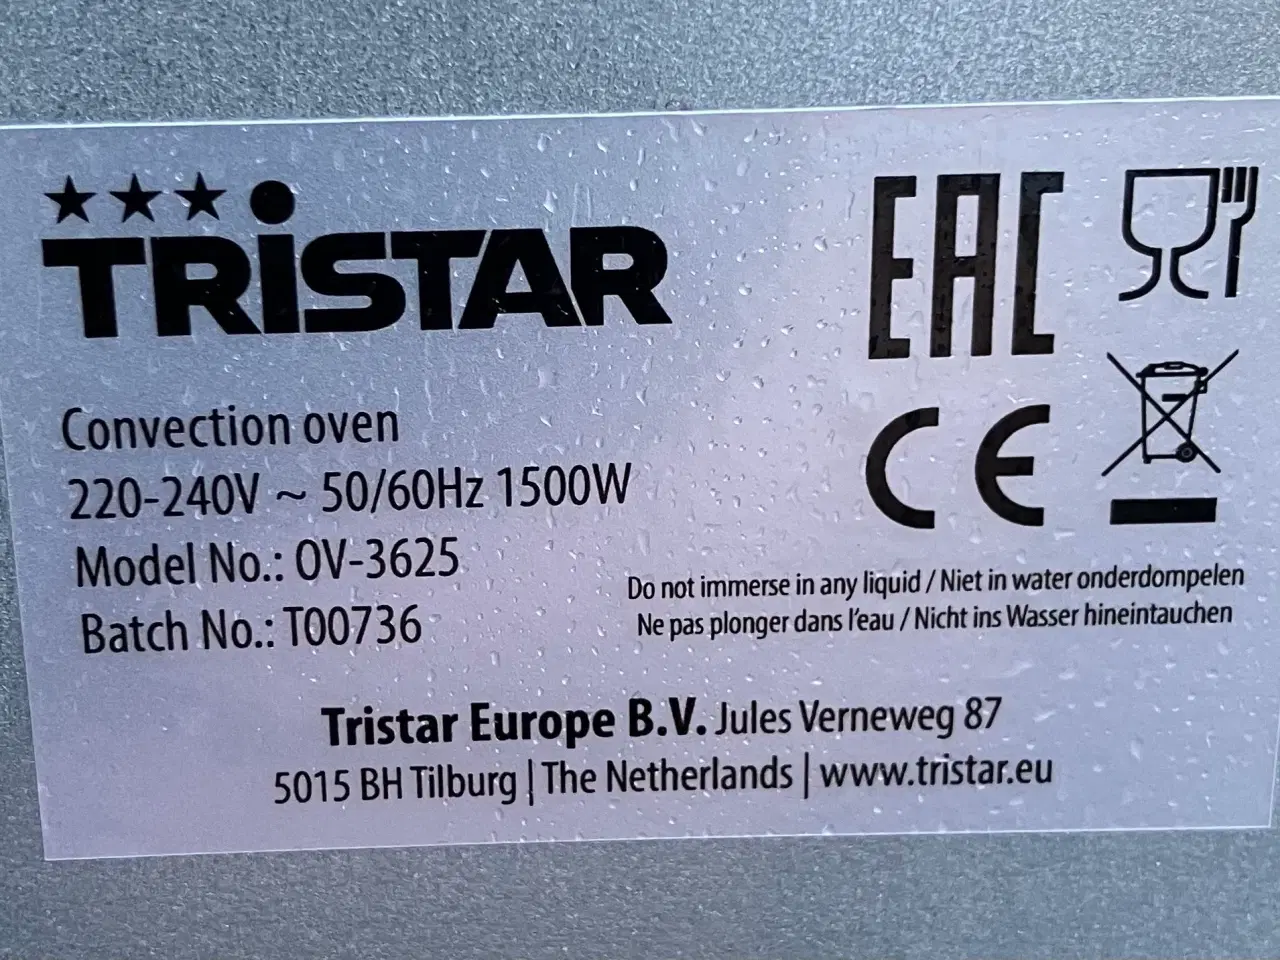 TRiSTAR
Convection oven
220-240V ~ 50/60Hz 1500W
Model No.: OV-3625
Batch No.: T00736
EAC
CE
Do not immerse in any liquid / Niet in water onderdompelen
Ne pas plonger dans l'eau / Nicht ins Wasser hineintauchen
Tristar Europe B.V. Jules Verneweg 87
5015 BH Tilburg | The Netherlands | www.tristar.eu